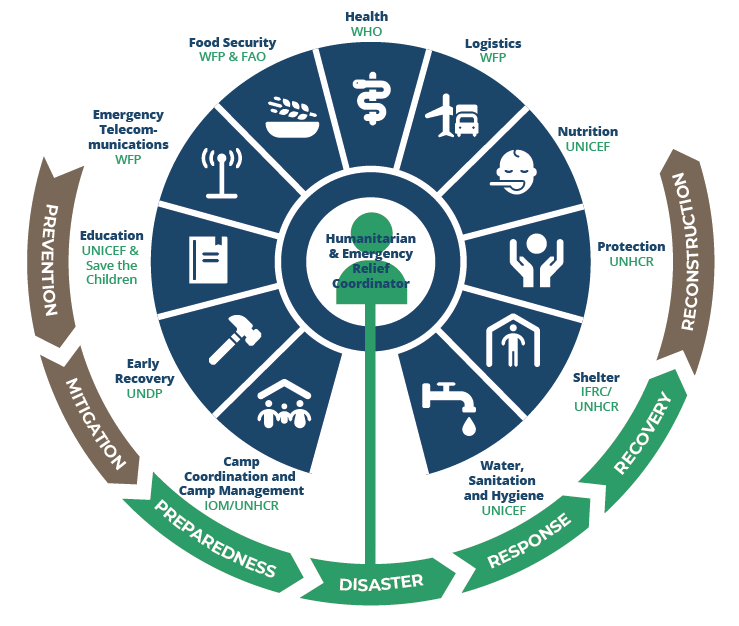 Health
WHO
Logistics
WFP
Nutrition
UNICEF
Protection
UNHCR
Shelter
IFRC/
UNHCR
Water,
Sanitation
and Hygiene
UNICEF
Camp
Coordination and
Camp Management
IOM/UNHCR
Early
Recovery
UNDP
Education
UNICEF &
Save the
Children
Emergency
Telecom-
munications
WFP
Food Security
WFP & FAO
Humanitarian
& Emergency
Relief
Coordinator
PREVENTION
MITIGATION
PREPAREDNESS
DISASTER
RESPONSE
RECOVERY
RECONSTRUCTION